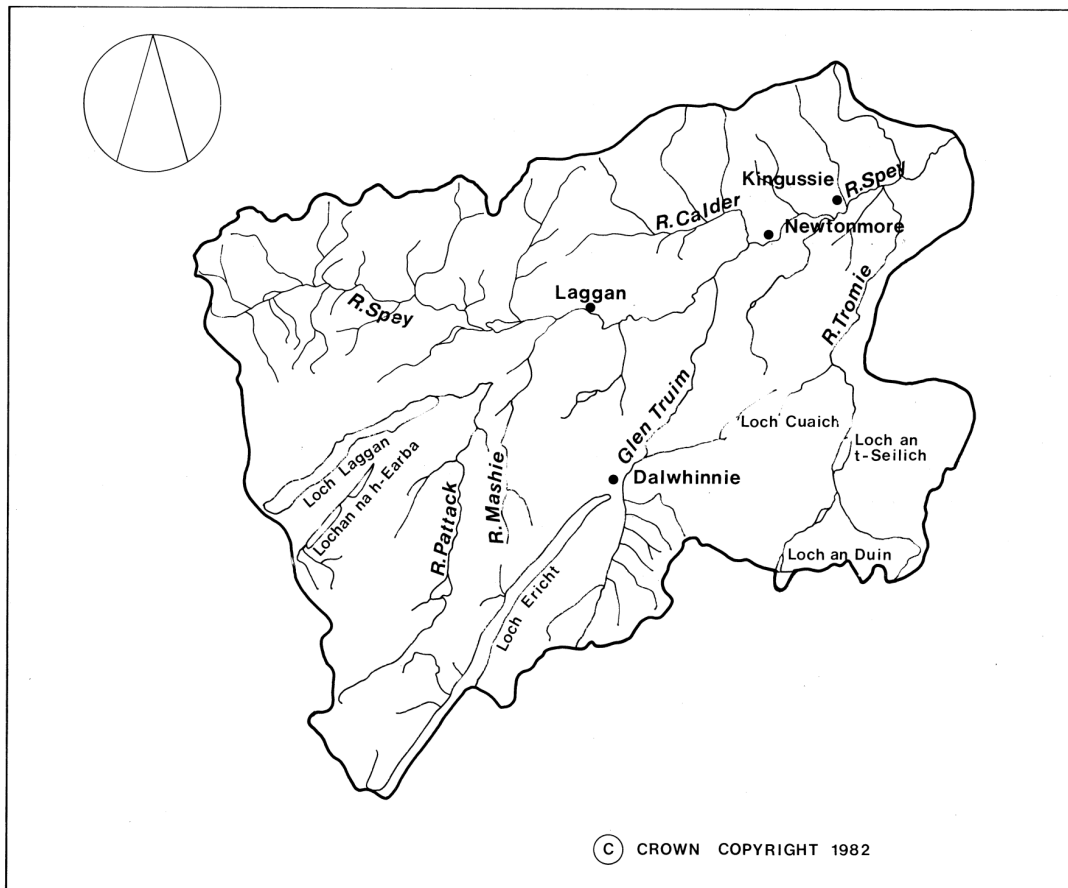 Kingussie
R.Spey
R.Calder
Newtonmore
Laggan
R.Spey
R.Tromie
Glen Truim
Loch Cuaich
Loch an
t-Seilich
Loch Laggan
Lochan na h-Earba
R.Pattack
R.Mashie
Dalwhinnie
Loch Ericht
Loch an Duin
C CROWN COPYRIGHT 1982